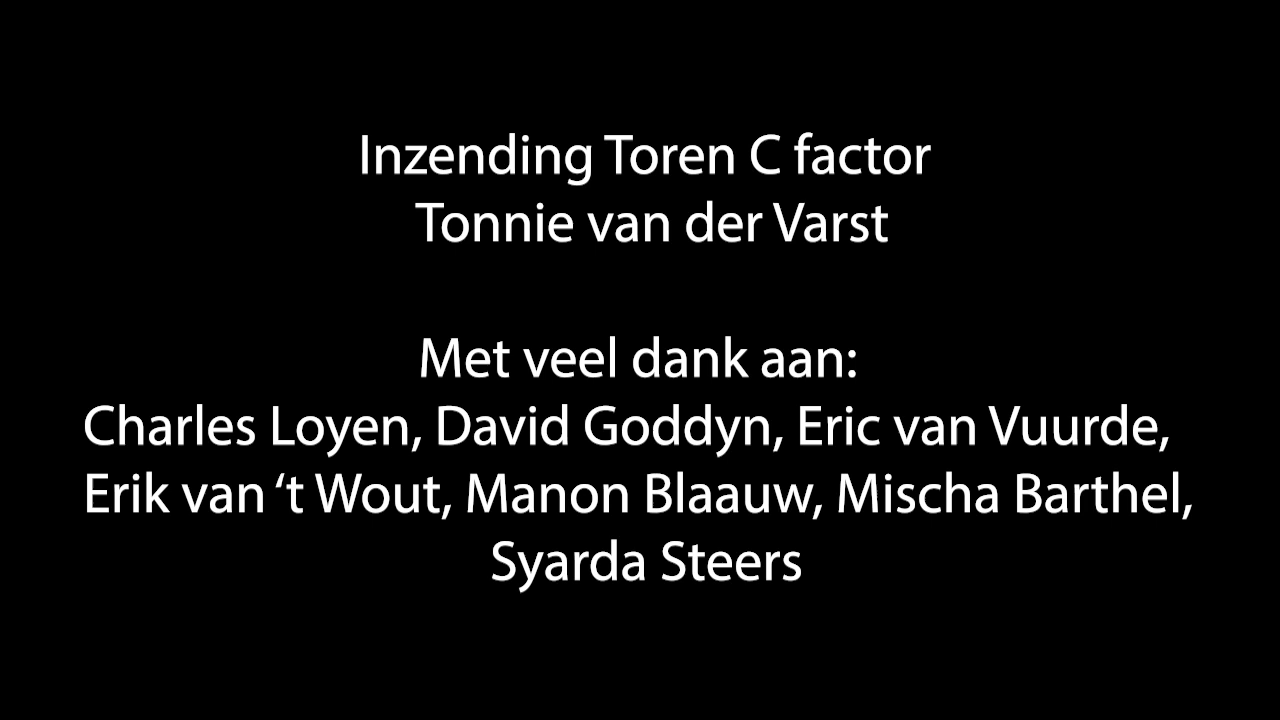 Inzending Toren C factor
Tonnie van der Varst
Met veel dank aan:
Charles Loyen, David Goddyn, Eric van Vuurde,
Erik van ‘t Wout, Manon Blaauw, Mischa Barthel,
Syarda Steers